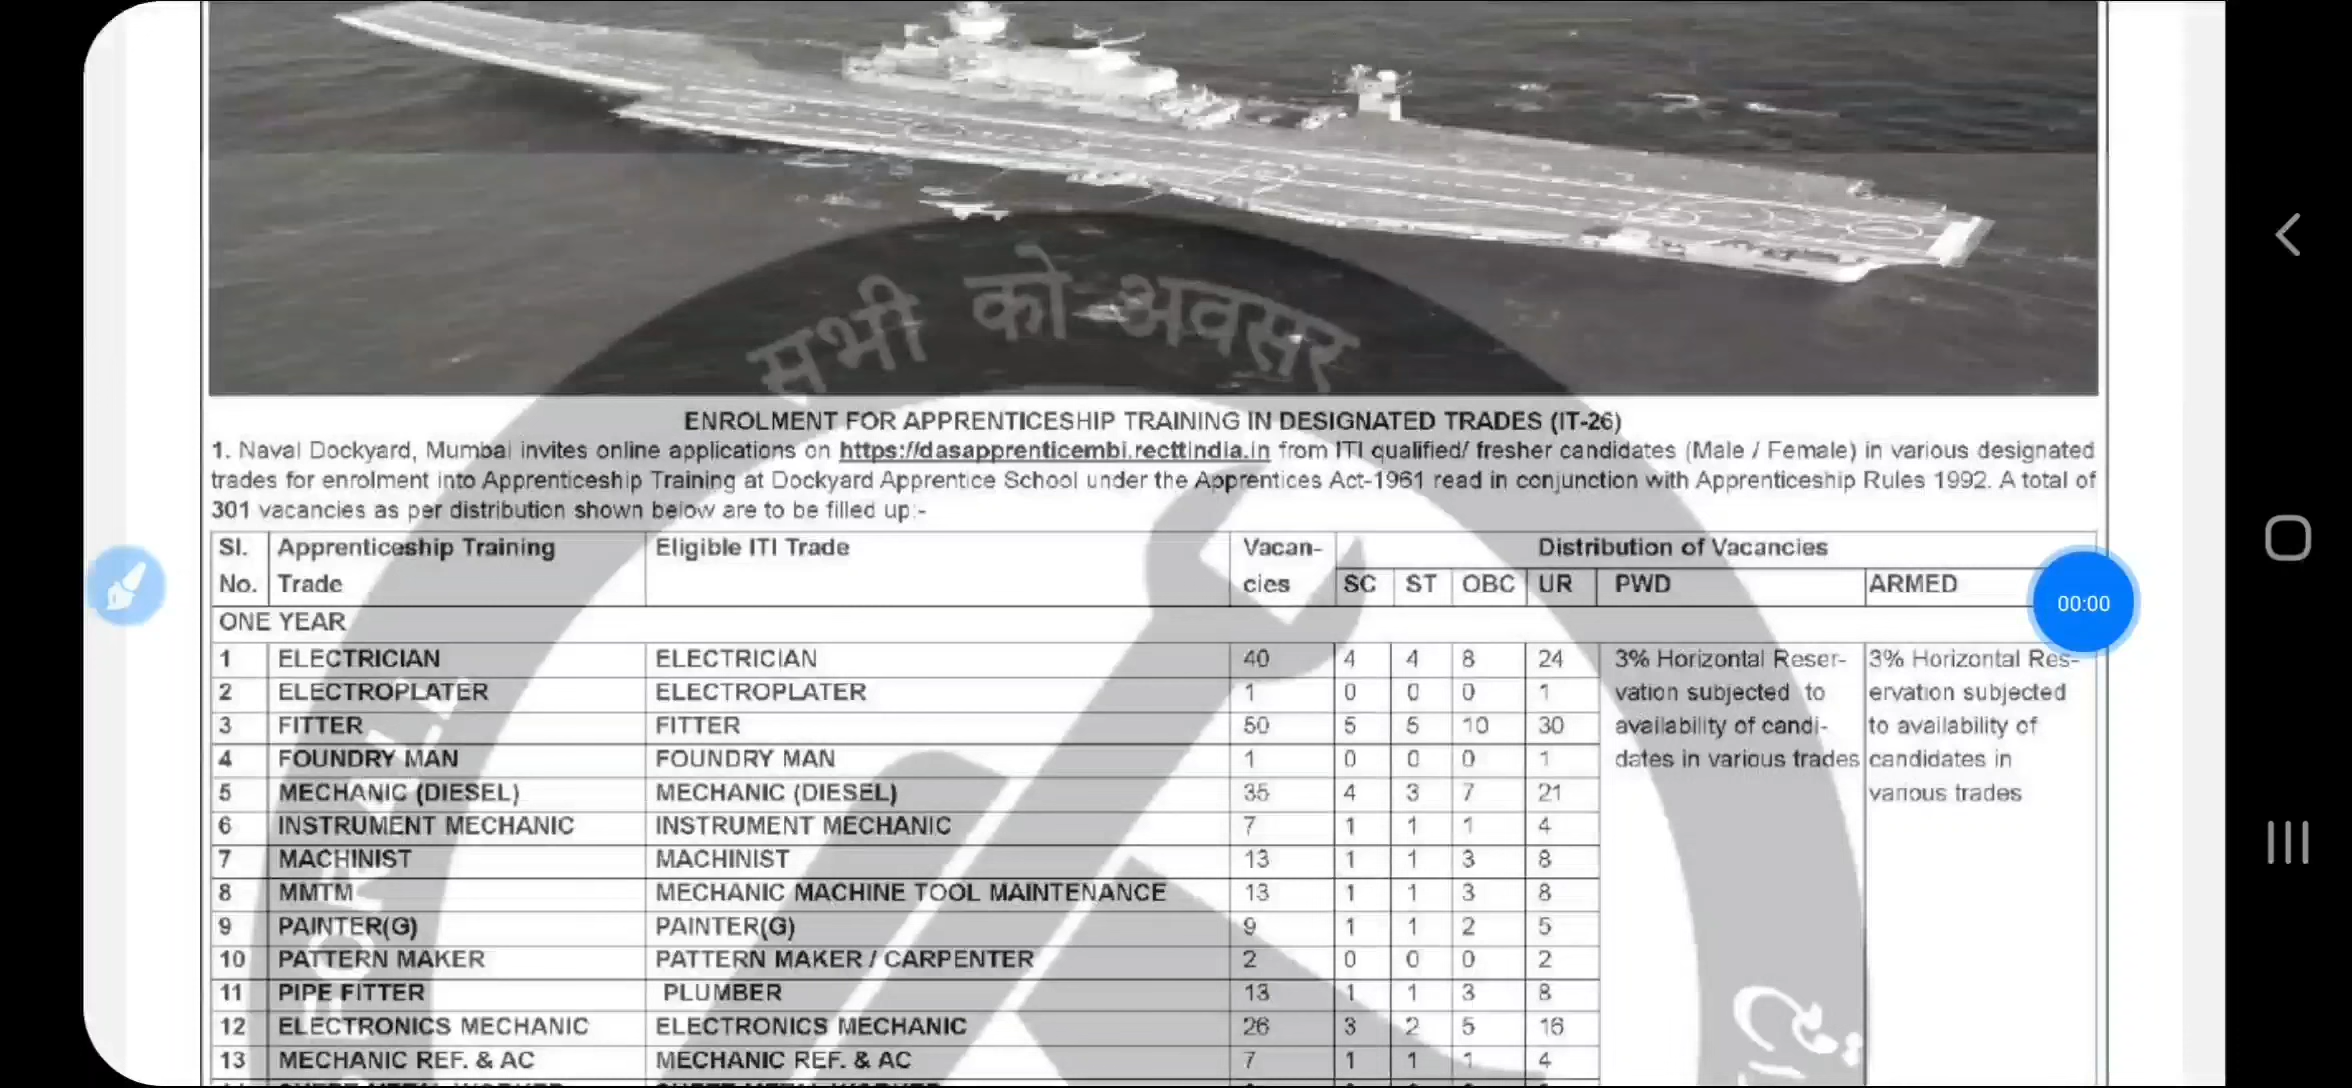 सभी को अवसर
ENROLMENT FOR APPRENTICESHIP TRAINING IN DESIGNATED TRADES (IT-26)
1. Naval Dockyard, Mumbai invites online applications on https://dasapprenticembi.recttindia.in from ITI qualified/ fresher candidates (Male / Female) in various designated
trades for enrolment into Apprenticeship Training at Dockyard Apprentice School under the Apprentices Act-1961 read in conjunction with Apprenticeship Rules 1992. A total of
301 vacancies as per distribution shown below are to be filled up:-
Sl. Apprenticeship Training Eligible ITI Trade Vacan- Distribution of Vacancies
No. Trade cies SC ST OBC UR PWD ARMED
00:00
ONE YEAR
1 ELECTRICIAN ELECTRICIAN 40 4 4 8 24 3% Horizontal Reser- 3% Horizontal Res-
2 ELECTROPLATER ELECTROPLATER 1 0 0 0 1 vation subjected to ervation subjected
3 FITTER FITTER 50 5 5 10 30 availability of candi- to availability of
4 FOUNDRY MAN FOUNDRY MAN 1 0 0 0 1 dates in various trades candidates in
5 MECHANIC (DIESEL) MECHANIC (DIESEL) 35 4 3 7 21 various trades
6 INSTRUMENT MECHANIC INSTRUMENT MECHANIC 7 1 1 1 4
7 MACHINIST MACHINIST 13 1 1 3 8
8 MMTM MECHANIC MACHINE TOOL MAINTENANCE 13 1 1 3 8
9 PAINTER(G) PAINTER(G) 9 1 1 2 5
10 PATTERN MAKER PATTERN MAKER / CARPENTER 2 0 0 0 2
11 PIPE FITTER PLUMBER 13 1 1 3 8
12 ELECTRONICS MECHANIC ELECTRONICS MECHANIC 26 3 2 5 16
13 MECHANIC REF. & AC MECHANIC REF. & AC 7 1 1 1 4